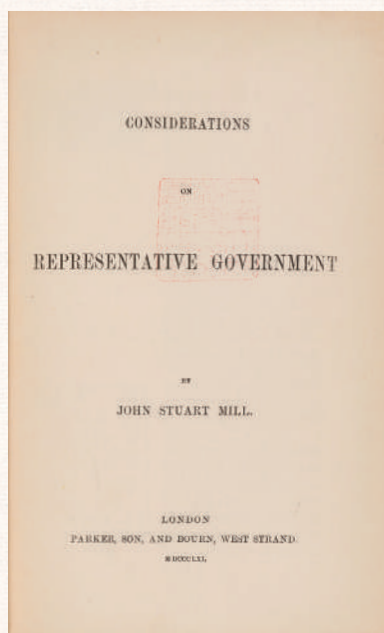 CONSIDERATIONS
ON
REPRESENTATIVE GOVERNMENT
BY
JOHN STUART MILL.
LONDON
PARKER, SON, AND BOURN, WEST STRAND.
MDCCCLXI.